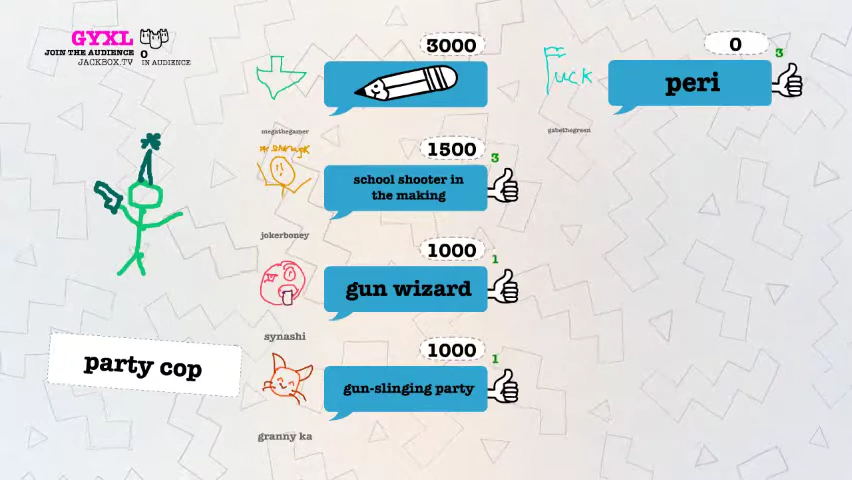 GYXL
JOIN THE AUDIENCE
JACKBOX.TV
0
IN AUDIENCE
3000
megathegamer
1500
3
school shooter in
the making
jokerboney
1000
1
gun wizard
synashi
1000
1
gun-slinging party
granny ka
party cop
Fuck
0
3
peri
gabethegreen